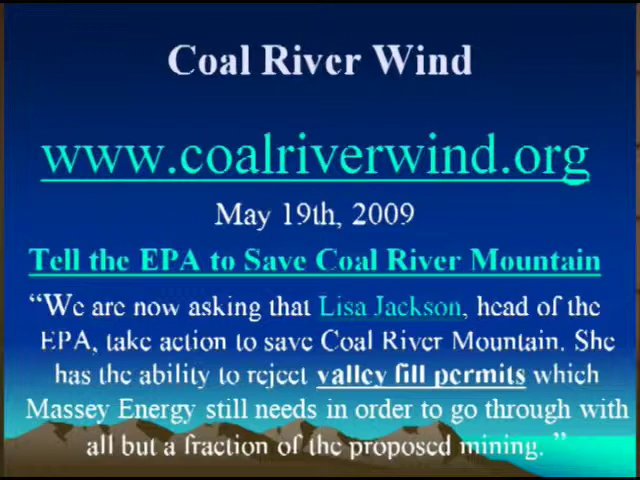 Coal River Wind
www.coalriverwind.org
May 19th, 2009
Tell the EPA to Save Coal River Mountain
“We are now asking that Lisa Jackson, head of the
EPA, take action to save Coal River Mountain. She
has the ability to reject valley fill permits which
Massey Energy still needs in order to go through with
all but a fraction of the proposed mining. ”